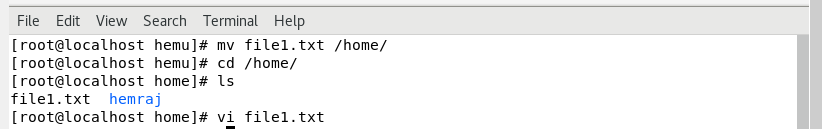 File Edit View Search Terminal Help
[root@localhost hemu]# mv file1.txt /home/
[root@localhost hemu]# cd /home/
[root@localhost home]# ls
file1.txt  hemraj
[root@localhost home]# vi file1.txt